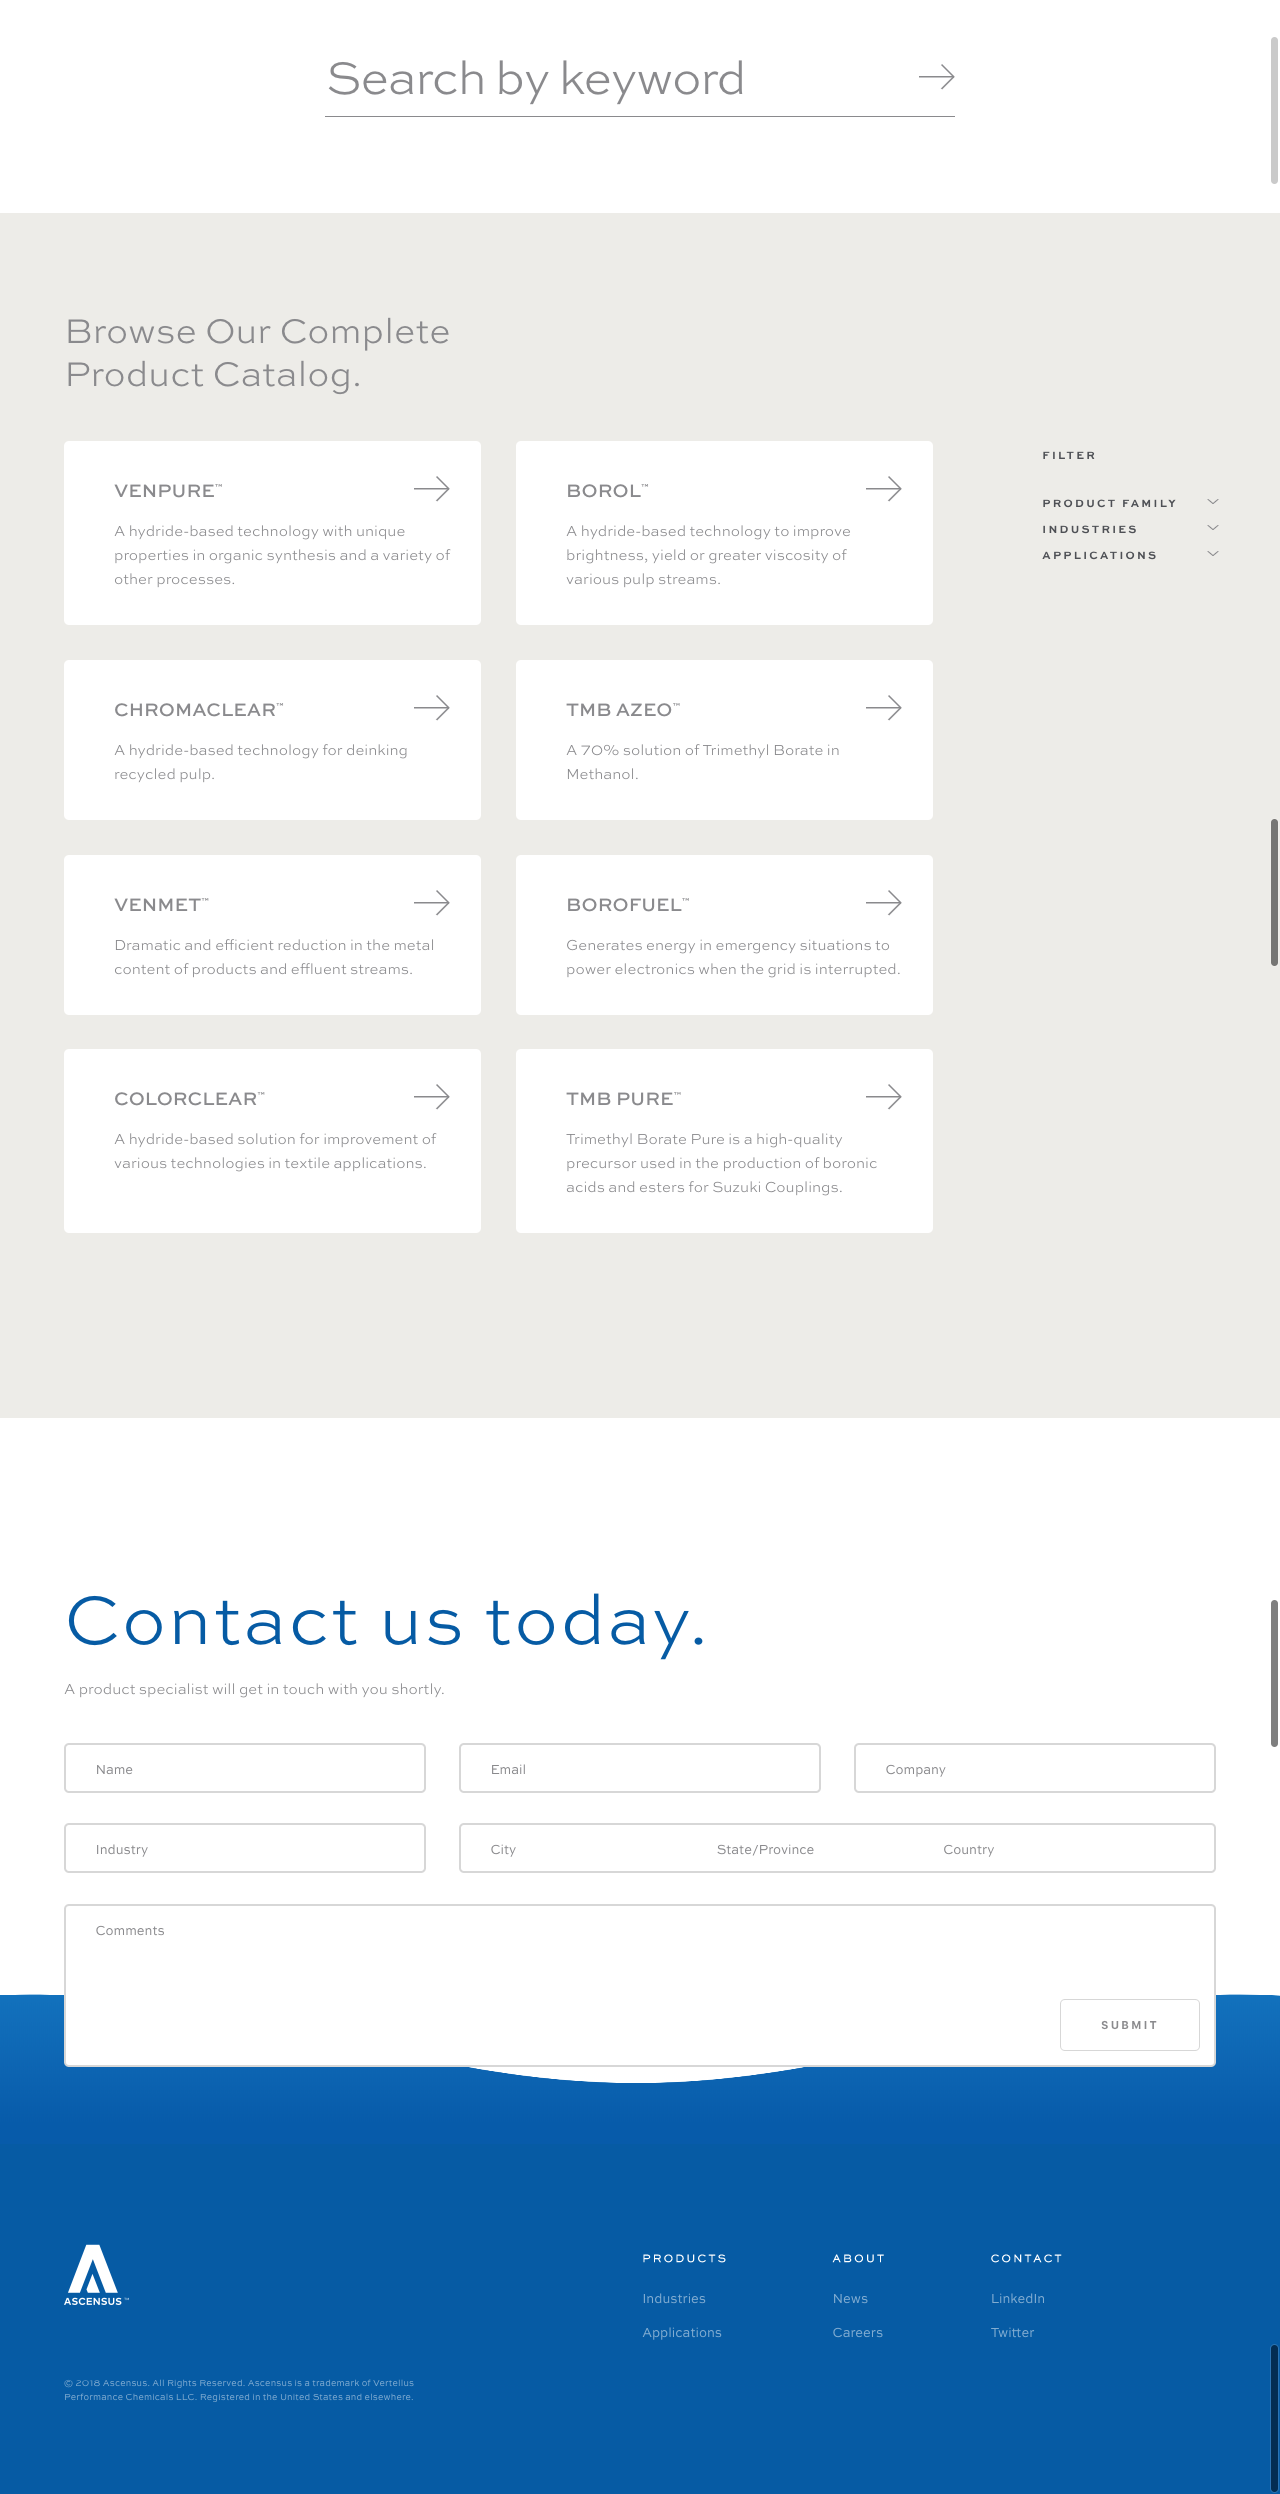 Search by keyword
Browse Our Complete
Product Catalog.
VENPURE™
A hydride-based technology with unique
properties in organic synthesis and a variety of
other processes.
BOROL™
A hydride-based technology to improve
brightness, yield or greater viscosity of
various pulp streams.
FILTER
PRODUCT FAMILY
INDUSTRIES
APPLICATIONS
CHROMACLEAR™
A hydride-based technology for deinking
recycled pulp.
TMB AZEO™
A 70% solution of Trimethyl Borate in
Methanol.
VENMET™
Dramatic and efficient reduction in the metal
content of products and effluent streams.
BOROFUEL™
Generates energy in emergency situations to
power electronics when the grid is interrupted.
COLORCLEAR™
A hydride-based solution for improvement of
various technologies in textile applications.
TMB PURE™
Trimethyl Borate Pure is a high-quality
precursor used in the production of boronic
acids and esters for Suzuki Couplings.
Contact us today.
A product specialist will get in touch with you shortly.
Name
Email
Company
Industry
City
State/Province
Country
Comments
SUBMIT
ASCENSUS™
PRODUCTS
Industries
Applications
ABOUT
News
Careers
CONTACT
LinkedIn
Twitter
© 2018 Ascensus. All Rights Reserved. Ascensus is a trademark of Vertellus
Performance Chemicals LLC. Registered in the United States and elsewhere.